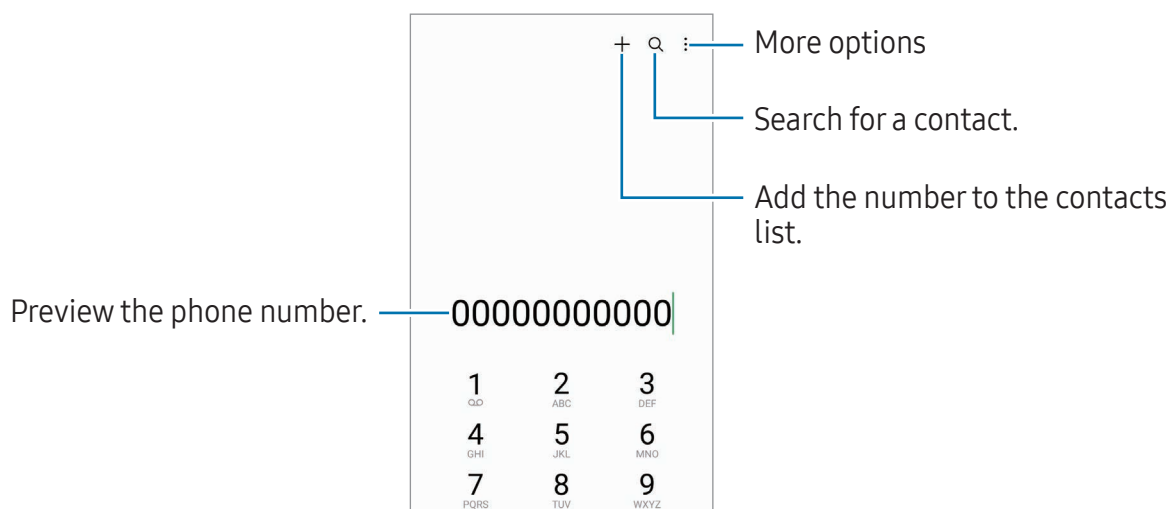 More options
Search for a contact.
Add the number to the contacts
list.
Preview the phone number.
00000000000
1 2 3
ABC DEF
4 5 6
GHI JKL MNO
7 8 9
PQRS TUV WXYZ